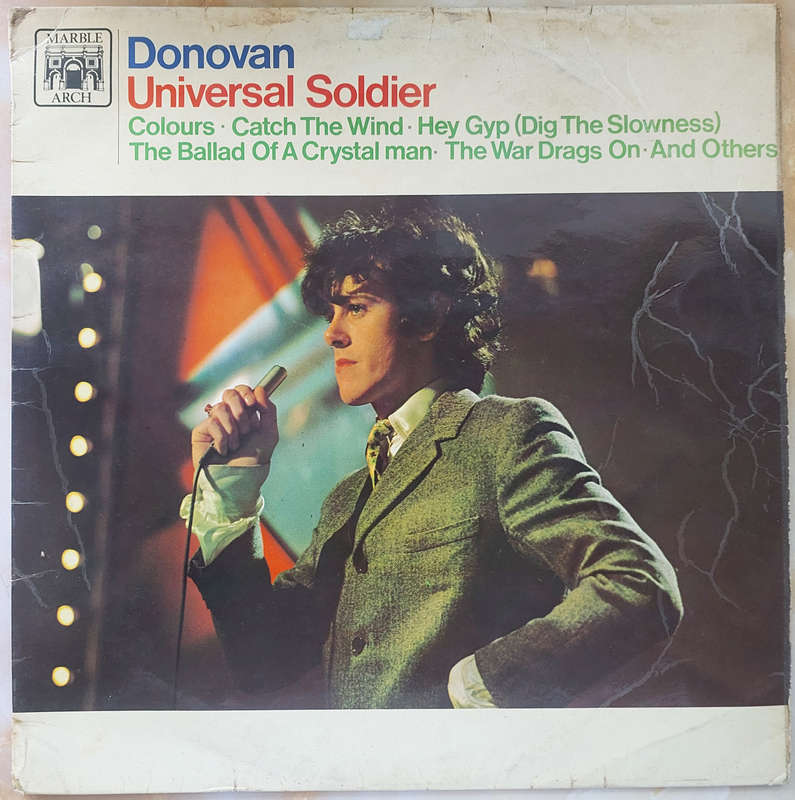 MARBLE
ARCH
Donovan
Universal Soldier
Colours · Catch The Wind · Hey Gyp (Dig The Slowness)
The Ballad Of A Crystal man · The War Drags On · And Others